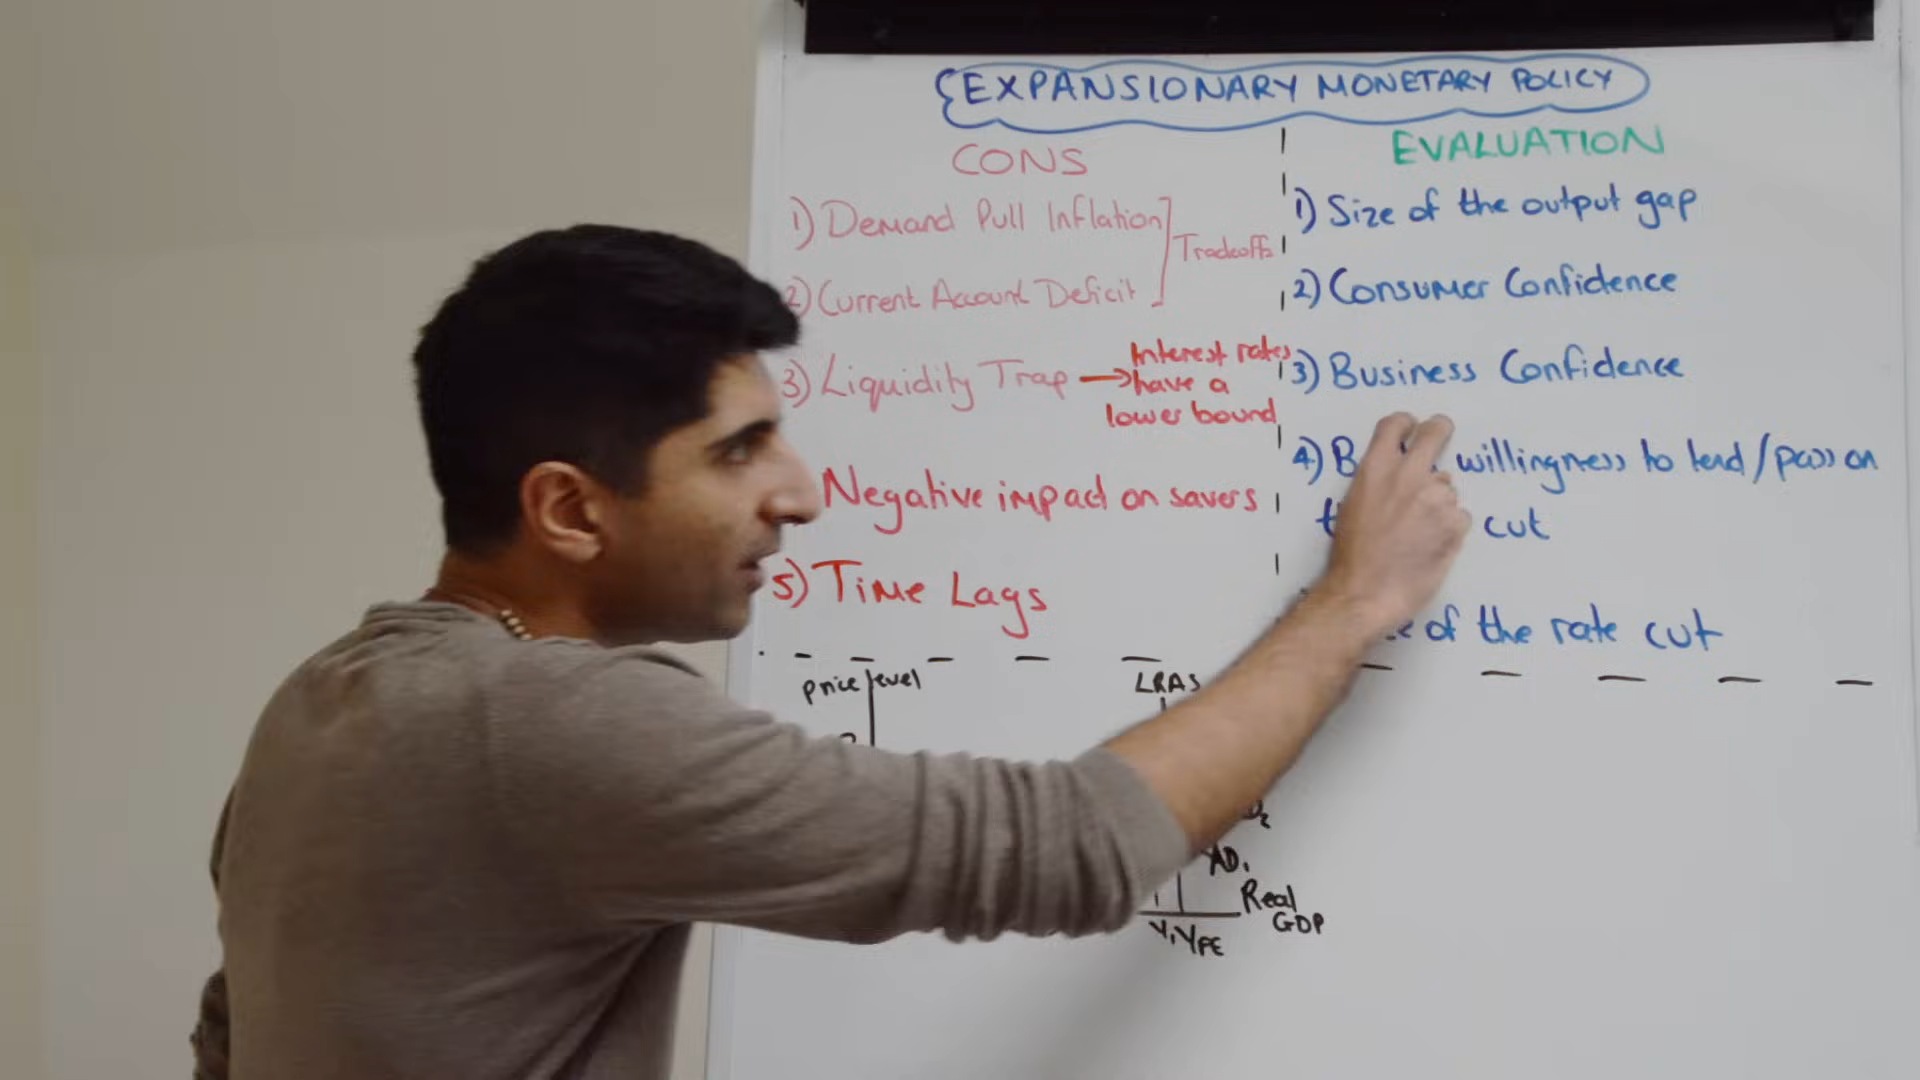 EXPANSIONARY MONETARY POLICY
CONS
1) Demand Pull Inflation
2) Current Account Deficit
Tradeoffs
3) Liquidity Trap → Interest rates
have a
lower bound
Negative impact on savers
5) Time Lags
EVALUATION
1) Size of the output gap
2) Consumer Confidence
3) Business Confidence
4) willingness to lend/pass on
cut
of the rate cut
price level
LRAS
AD1
Real
GDP
Y1 YFE